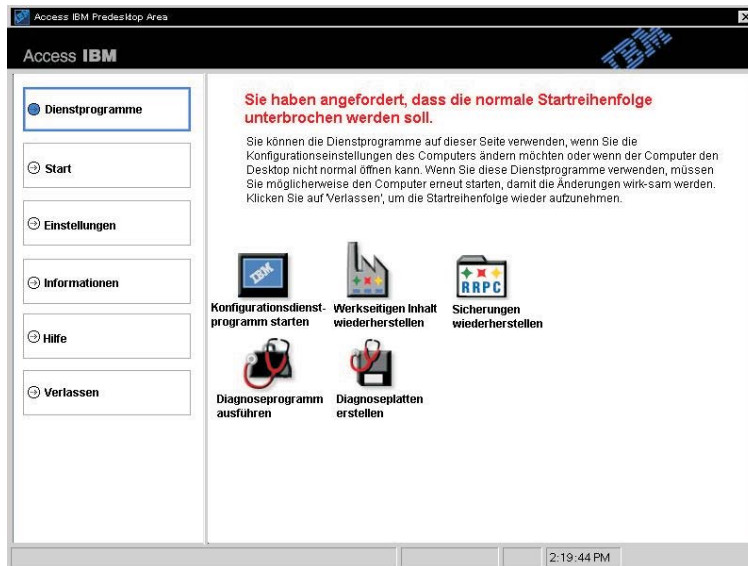 Access IBM Predesktop Area
Access IBM
IBM
Dienstprogramme
Start
Einstellungen
Informationen
Hilfe
Verlassen
Sie haben angefordert, dass die normale Startreihenfolge
unterbrochen werden soll.
Sie können die Dienstprogramme auf dieser Seite verwenden, wenn Sie die
Konfigurationseinstellungen des Computers ändern möchten oder wenn der Computer den
Desktop nicht normal öffnen kann. Wenn Sie diese Dienstprogramme verwenden, müssen
Sie möglicherweise den Computer erneut starten, damit die Änderungen wirk-sam werden.
Klicken Sie auf 'Verlassen', um die Startreihenfolge wieder aufzunehmen.
IBM
Konfigurationsdienst-
programm starten
Werkseitigen Inhalt
wiederherstellen
RRPC
Sicherungen
wiederherstellen
Diagnoseprogramm
ausführen
Diagnoseplatten
erstellen
2:19:44 PM